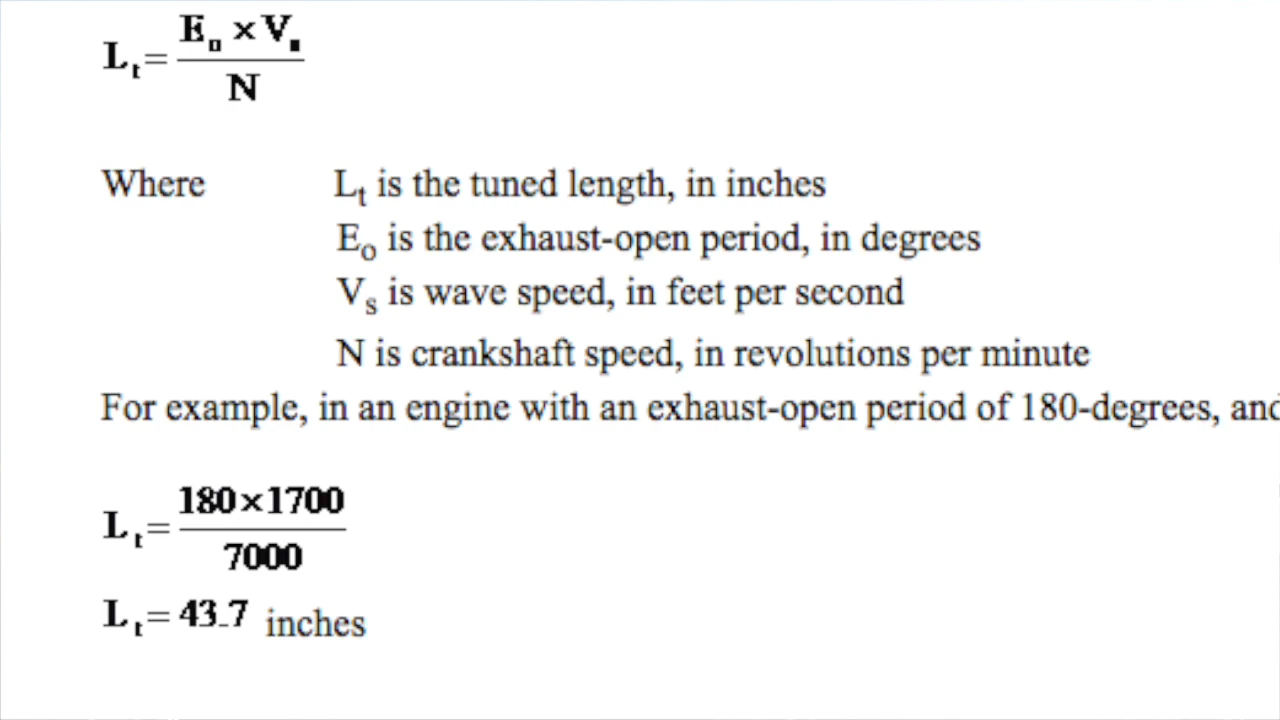 Lₜ= Eₒ × Vₛ
N
Where Lₜ is the tuned length, in inches
Eₒ is the exhaust-open period, in degrees
Vₛ is wave speed, in feet per second
N is crankshaft speed, in revolutions per minute
For example, in an engine with an exhaust-open period of 180-degrees, and
Lₜ= 180×1700
7000
Lₜ= 43.7 inches